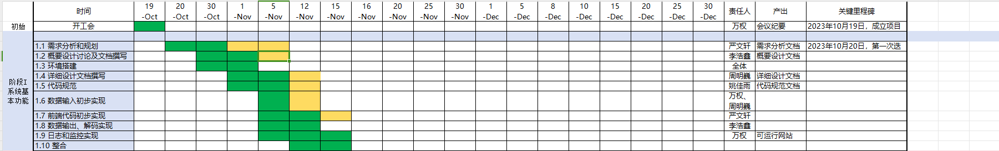 时间 19 -Oct 20 -Oct 30 -Oct 1 -Nov 5 -Nov 12 -Nov 15 -Nov 16 -Nov 20 -Nov 25 -Nov 30 -Nov 1 -Dec 5 -Dec 8 -Dec 10 -Dec 15 -Dec 20 -Dec 25 -Dec 30 -Dec 责任人 产出 关键里程碑
初始 开工会 万权 会议纪要 2023年10月19日，成立项目
阶段I
系统基
本功能
1.1 需求分析和规划 严文轩 需求分析文档 2023年10月20日，第一次迭
1.2 概要设计讨论及文档撰写 李浩鑫 概要设计文档
1.3 环境搭建 全体
1.4 详细设计文档撰写 周明巍 详细设计文档
1.5 代码规范 姚佳雨 代码规范文档
1.6 数据输入初步实现 万权、
周明巍
1.7 前端代码初步实现 严文轩
1.8 数据输出、解码实现 李浩鑫
1.9 日志和监控实现 万权 可运行网站
1.10 整合